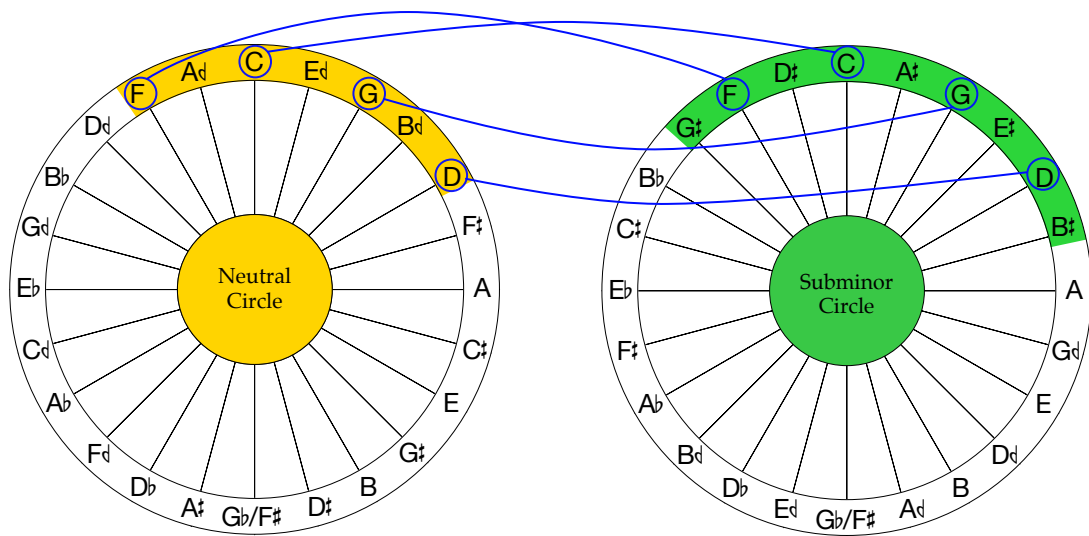 C
A𝄳
E𝄳
F
G
D𝄳
B𝄳
B♭
D
G𝄳
F♯
E♭
A
C𝄳
C♯
A♭
E
F𝄳
G♯
D♭
B
A♯
D♯
G♭/F♯
Neutral
Circle
C
D♯
A♯
F
G
G♯
E♯
B♭
D
C♯
B♯
E♭
A
F♯
G𝄳
A♭
E
B𝄳
D𝄳
D♭
B
E𝄳
A𝄳
G♭/F♯
Subminor
Circle